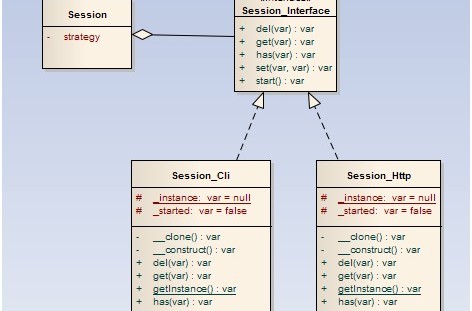 Session
- strategy
Session_Interface
+ del(var) : var
+ get(var) : var
+ has(var) : var
+ set(var, var) : var
+ start() : var
Session_Cli
# _instance: var = null
# _started: var = false
- __clone() : var
- __construct() : var
+ del(var) : var
+ get(var) : var
+ getInstance() : var
+ has(var) : var
Session_Http
# _instance: var = null
# _started: var = false
- __clone() : var
- __construct() : var
+ del(var) : var
+ get(var) : var
+ getInstance() : var
+ has(var) : var